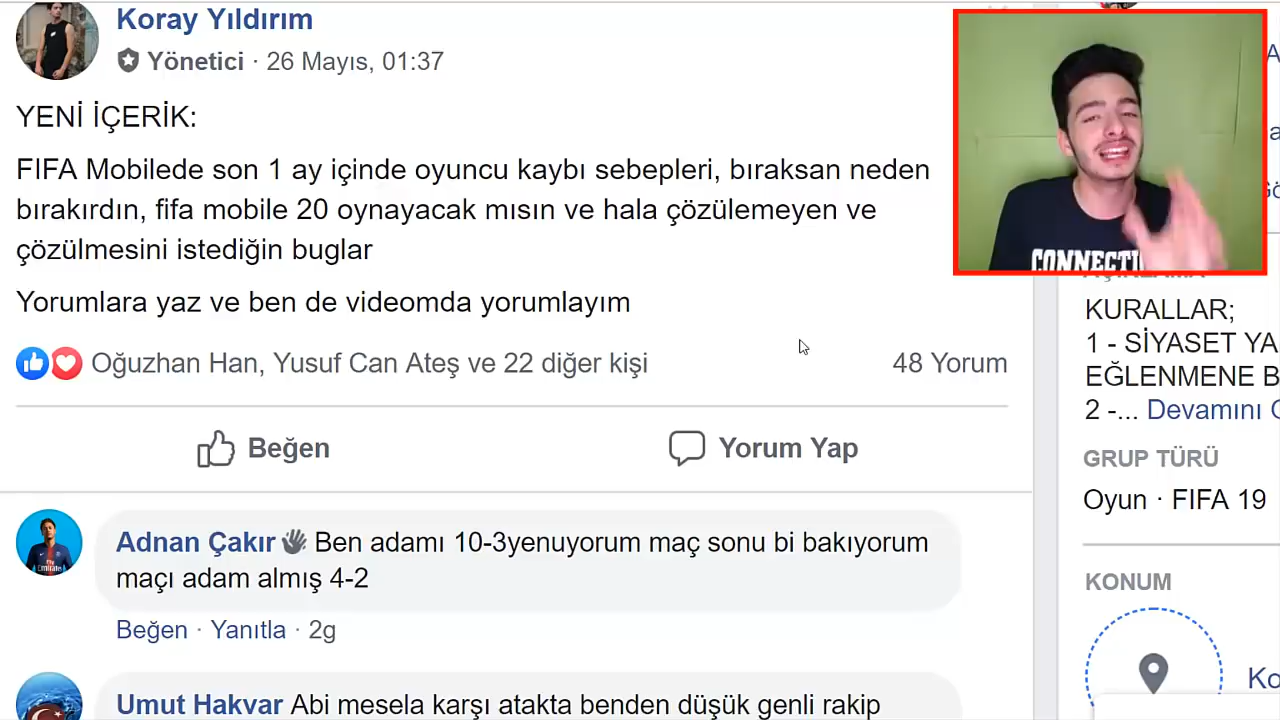 Koray Yıldırım
Yönetici · 26 Mayıs, 01:37
YENİ İÇERİK:
FIFA Mobilede son 1 ay içinde oyuncu kaybı sebepleri, bıraksan neden
bırakırdın, fifa mobile 20 oynayacak mısın ve hala çözülemeyen ve
çözülmesini istediğin buglar
Yorumlara yaz ve ben de videomda yorumlayım
Oğuzhan Han, Yusuf Can Ateş ve 22 diğer kişi
48 Yorum
Beğen
Yorum Yap
Adnan Çakır Ben adamı 10-3yenuyorum maç sonu bi bakıyorum
maçı adam almış 4-2
Beğen · Yanıtla · 2g
Umut Hakvar Abi mesela karşı atakta benden düşük genli rakip
CONNECTI
KURALLAR;
1 - SİYASET YA
EĞLENMENE B
2 -... Devamını
GRUP TÜRÜ
Oyun · FIFA 19
KONUM
Ko